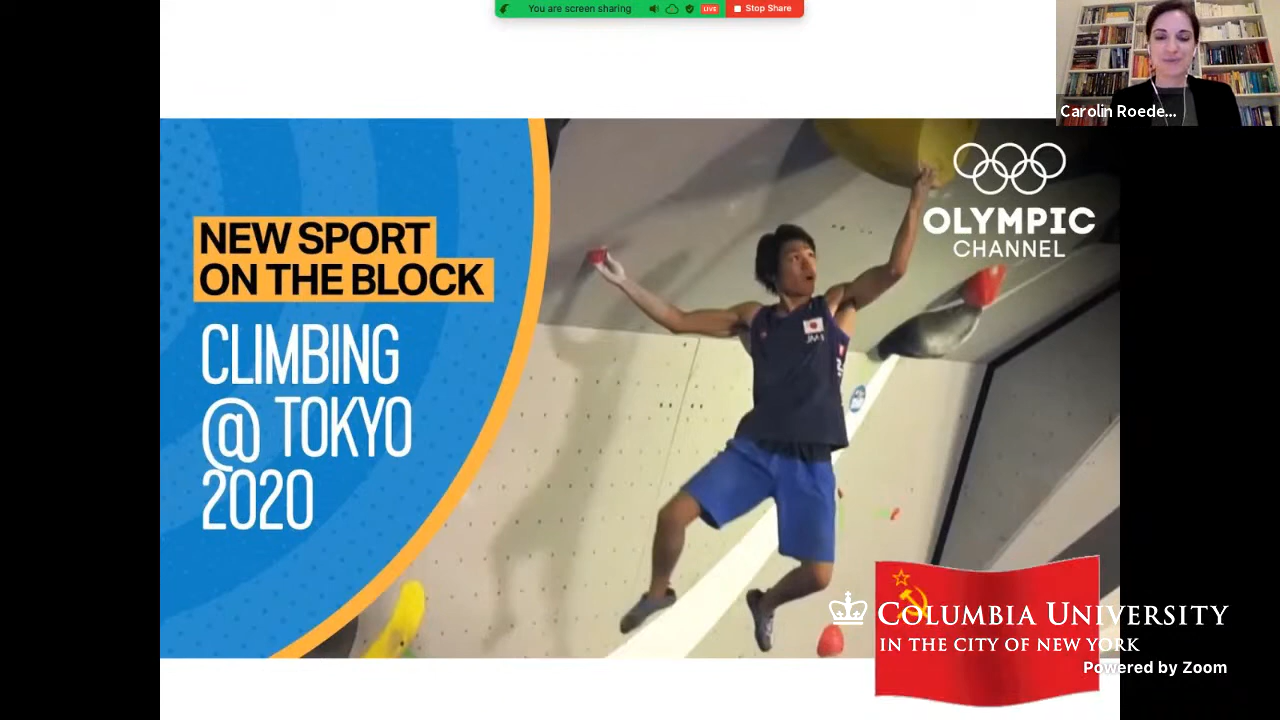 You are screen sharing
LIVE
Stop Share
Carolin Roede...
OLYMPIC
CHANNEL
NEW SPORT
ON THE BLOCK
CLIMBING
@ TOKYO
2020
COLUMBIA UNIVERSITY
IN THE CITY OF NEW YORK
Powered by Zoom